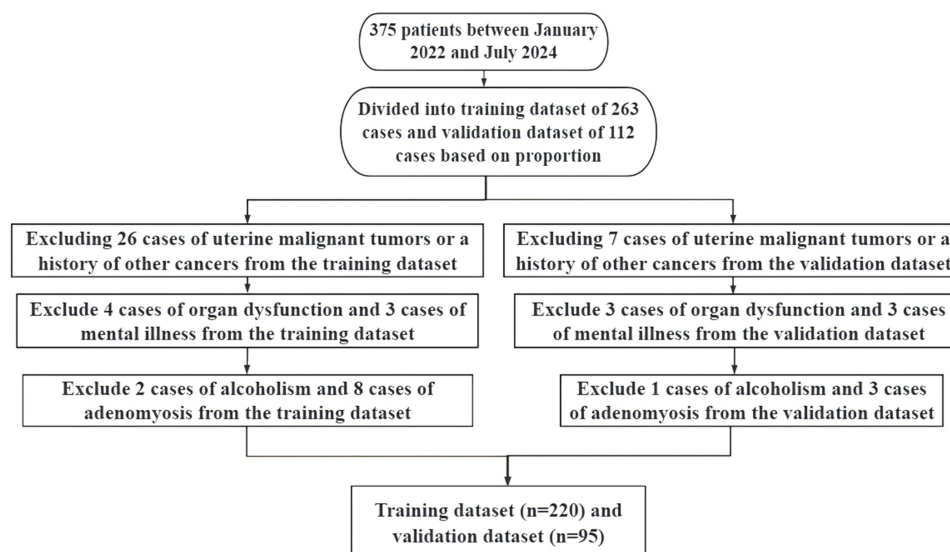 375 patients between January
2022 and July 2024
Divided into training dataset of 263
cases and validation dataset of 112
cases based on proportion
Excluding 26 cases of uterine malignant tumors or a
history of other cancers from the training dataset
Excluding 7 cases of uterine malignant tumors or a
history of other cancers from the validation dataset
Exclude 4 cases of organ dysfunction and 3 cases of
mental illness from the training dataset
Exclude 3 cases of organ dysfunction and 3 cases
of mental illness from the validation dataset
Exclude 2 cases of alcoholism and 8 cases of
adenomyosis from the training dataset
Exclude 1 cases of alcoholism and 3 cases
of adenomyosis from the validation dataset
Training dataset (n=220) and
validation dataset (n=95)